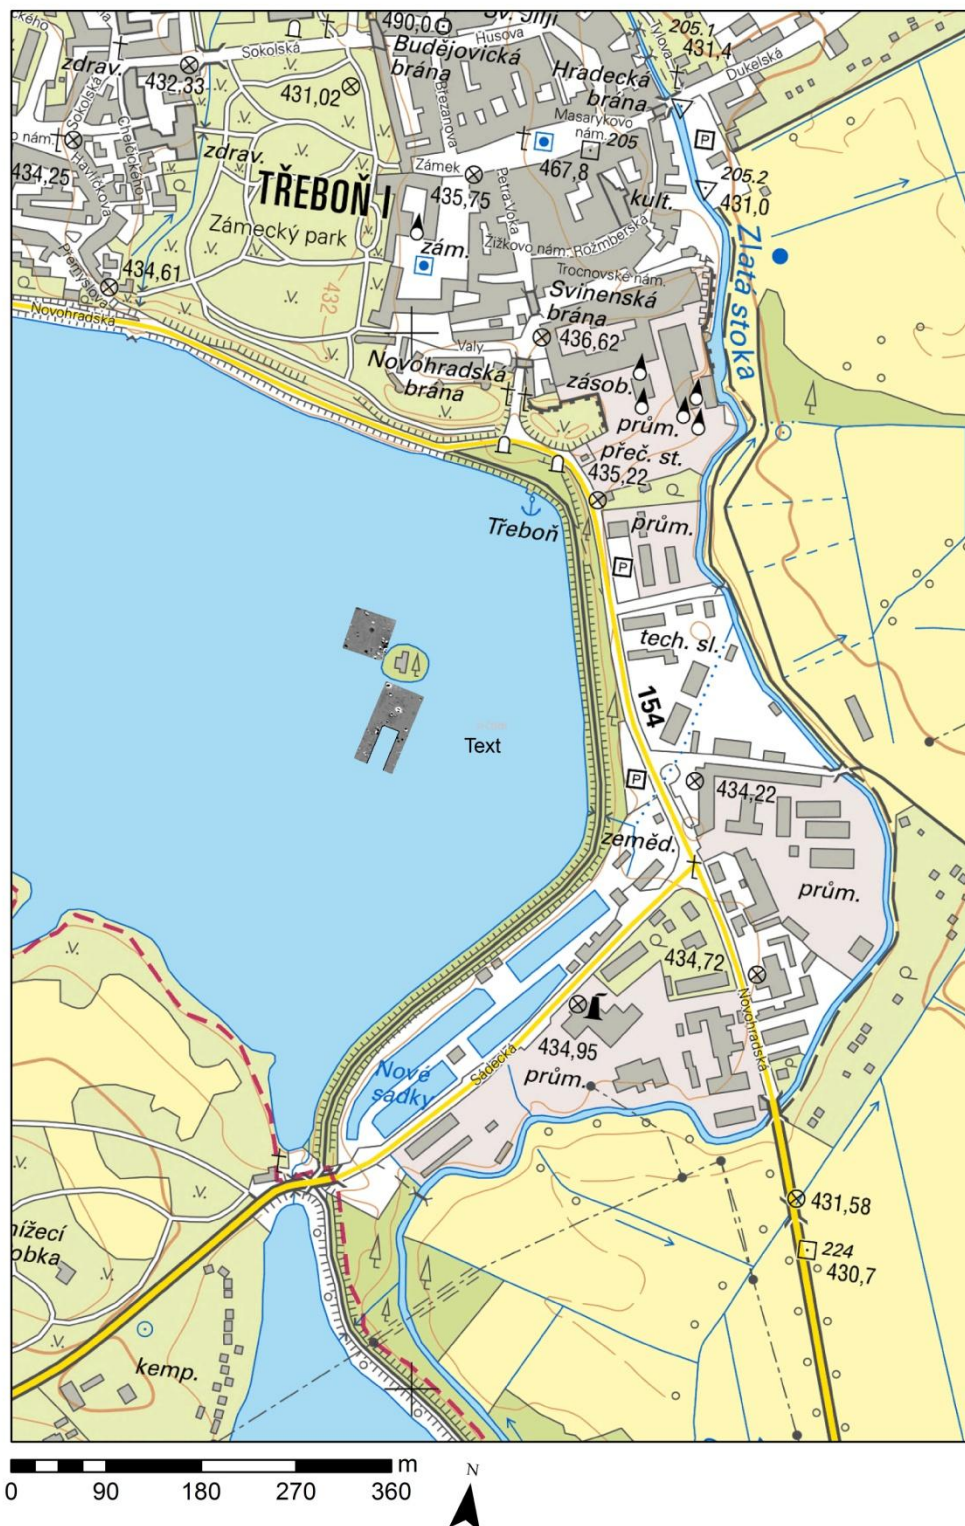 490,0
Sv. Jiljí
Husova
205.1
431,4
Tylova
Dukelská
Sokolská
zdrav.
432,33
Budějovická
brána
Březanova
Hradecká
brána
431,02
Masarykovo
nám.
205
467,8
Sokolská
Chelčického
Havlíčkova
434,25
zdrav.
TŘEBOŇ I
Zámecký park
Zámek
435,75
Petra Voka
kult.
205.2
431,0
P
zám.
Žižkovo nám.
Rožmberská
Trocnovské nám.
Zlatá stoka
434,61
Přemyslova
Novohradská
432
Svinenská
brána
436,62
Valy
Novohradská
brána
zásob.
prům.
přeč. st.
435,22
Třeboň
prům.
P
tech. sl.
154
Text
P
434,22
zeměd.
prům.
434,72
Novohradská
434,95
prům.
Sádecká
Nové
sádky
431,58
224
430,7
kemp.
m
0 90 180 270 360
N